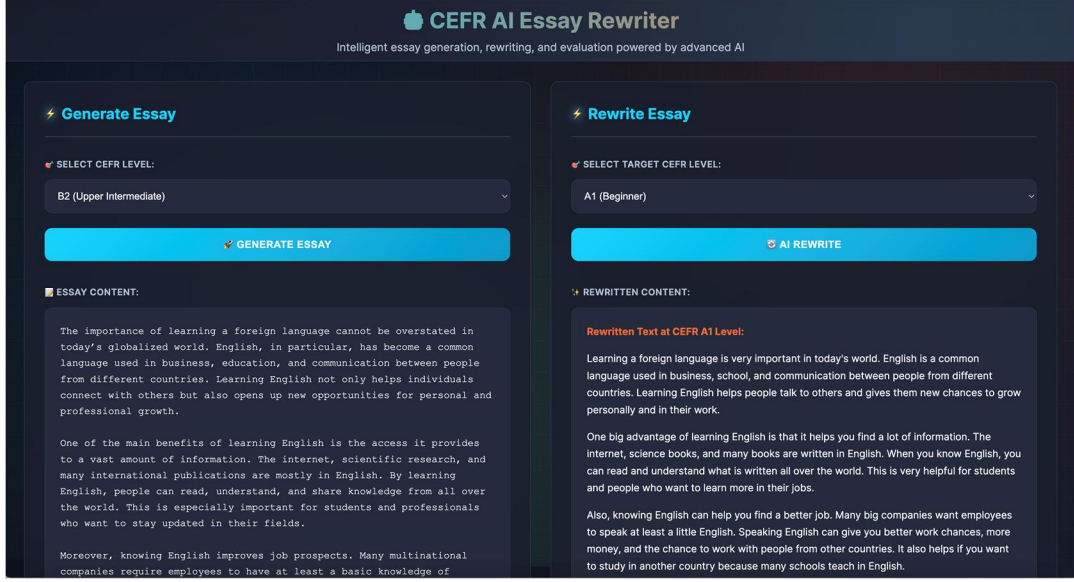 CEFR AI Essay Rewriter
Intelligent essay generation, rewriting, and evaluation powered by advanced AI
Generate Essay
SELECT CEFR LEVEL:
B2 (Upper Intermediate)
GENERATE ESSAY
ESSAY CONTENT:
The importance of learning a foreign language cannot be overstated in
today's globalized world. English, in particular, has become a common
language used in business, education, and communication between people
from different countries. Learning English not only helps individuals
connect with others but also opens up new opportunities for personal and
professional growth.
One of the main benefits of learning English is the access it provides
to a vast amount of information. The internet, scientific research, and
many international publications are mostly in English. By learning
English, people can read, understand, and share knowledge from all over
the world. This is especially important for students and professionals
who want to stay updated in their fields.
Moreover, knowing English improves job prospects. Many multinational
companies require employees to have at least a basic knowledge of
Rewrite Essay
SELECT TARGET CEFR LEVEL:
A1 (Beginner)
AI REWRITE
REWRITTEN CONTENT:
Rewritten Text at CEFR A1 Level:
Learning a foreign language is very important in today's world. English is a common
language used in business, school, and communication between people from different
countries. Learning English helps people talk to others and gives them new chances to grow
personally and in their work.
One big advantage of learning English is that it helps you find a lot of information. The
internet, science books, and many books are written in English. When you know English, you
can read and understand what is written all over the world. This is very helpful for students
and people who want to learn more in their jobs.
Also, knowing English can help you find a better job. Many big companies want employees
to speak at least a little English. Speaking English can give you better work chances, more
money, and the chance to work with people from other countries. It also helps if you want
to study in another country because many schools teach in English.